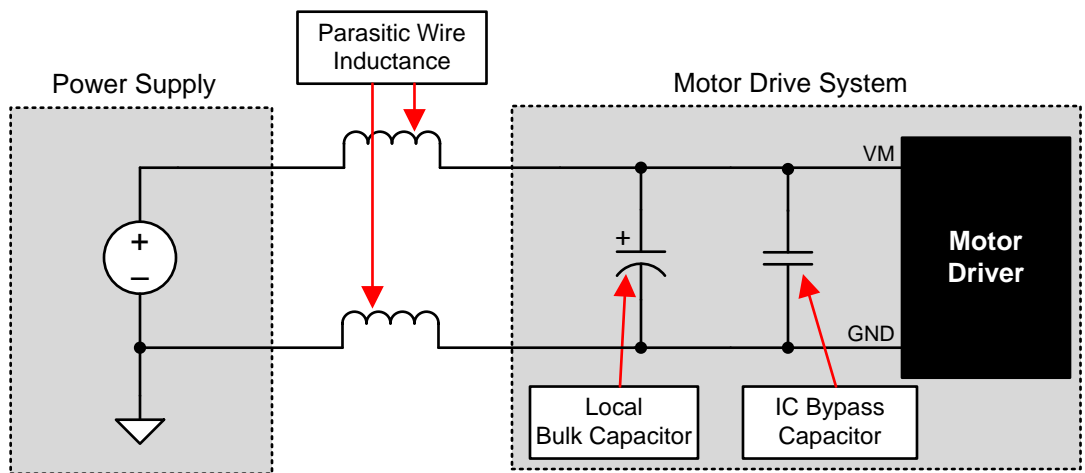 Parasitic Wire
Inductance
Power Supply
Motor Drive System
VM
+
–
+
Motor
Driver
GND
Local
Bulk Capacitor
IC Bypass
Capacitor